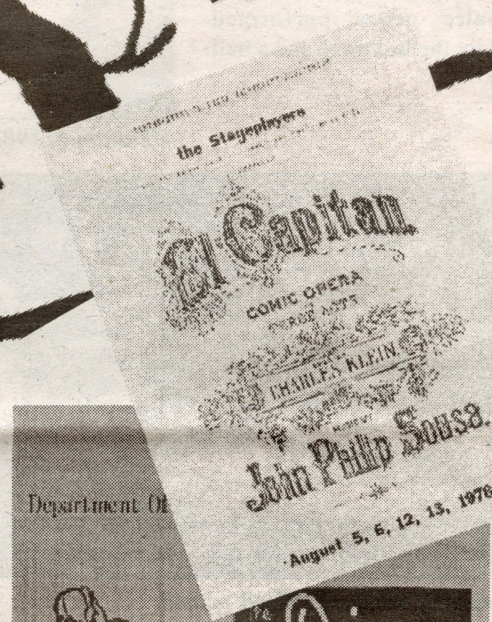 the Stageplayers
El Capitan.
COMIC OPERA
THREE ACTS
CHARLES KLEIN.
John Philip Sousa.
August 5, 6, 12, 13, 1976
Department Of